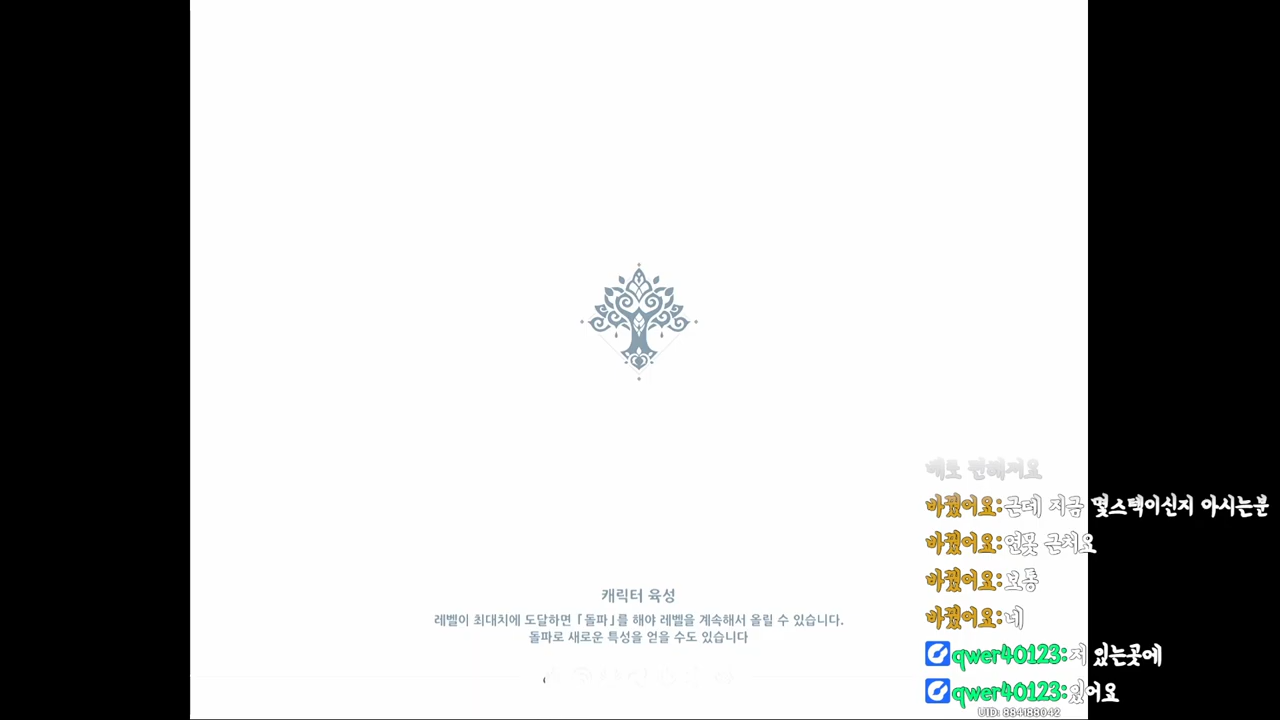 바꿨어요:근데 지금 몇스택이신지 아시는분
바꿨어요:연못 근처요
바꿨어요:보통
바꿨어요:네
캐릭터 육성
레벨이 최대치에 도달하면 「돌파」를 해야 레벨을 계속해서 올릴 수 있습니다.
돌파로 새로운 특성을 얻을 수도 있습니다
qwer40123:저 있는곳에
qwer40123:있어요
UID: 884188042